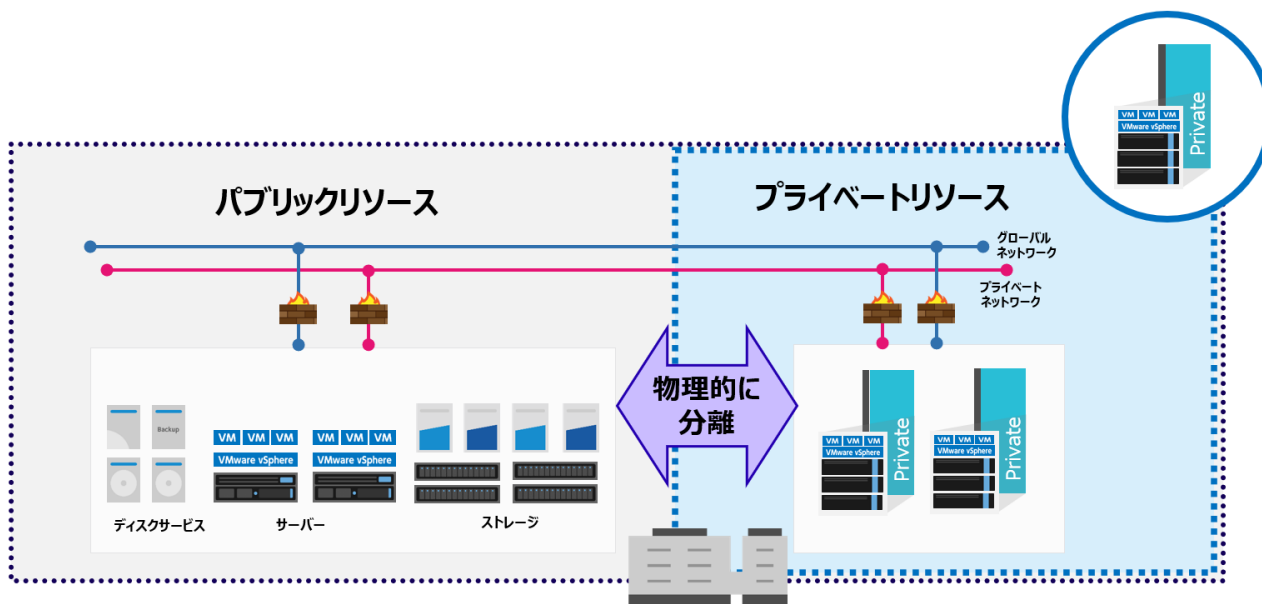 VM VM VM
VMware vSphere
Private
パブリックリソース
プライベートリソース
グローバル
ネットワーク
プライベート
ネットワーク
物理的に
分離
Backup
VM VM VM
VMware vSphere
VM VM VM
VMware vSphere
ディスクサービス
サーバー
ストレージ
VM VM VM
VMware vSphere
Private
VM VM VM
VMware vSphere
Private